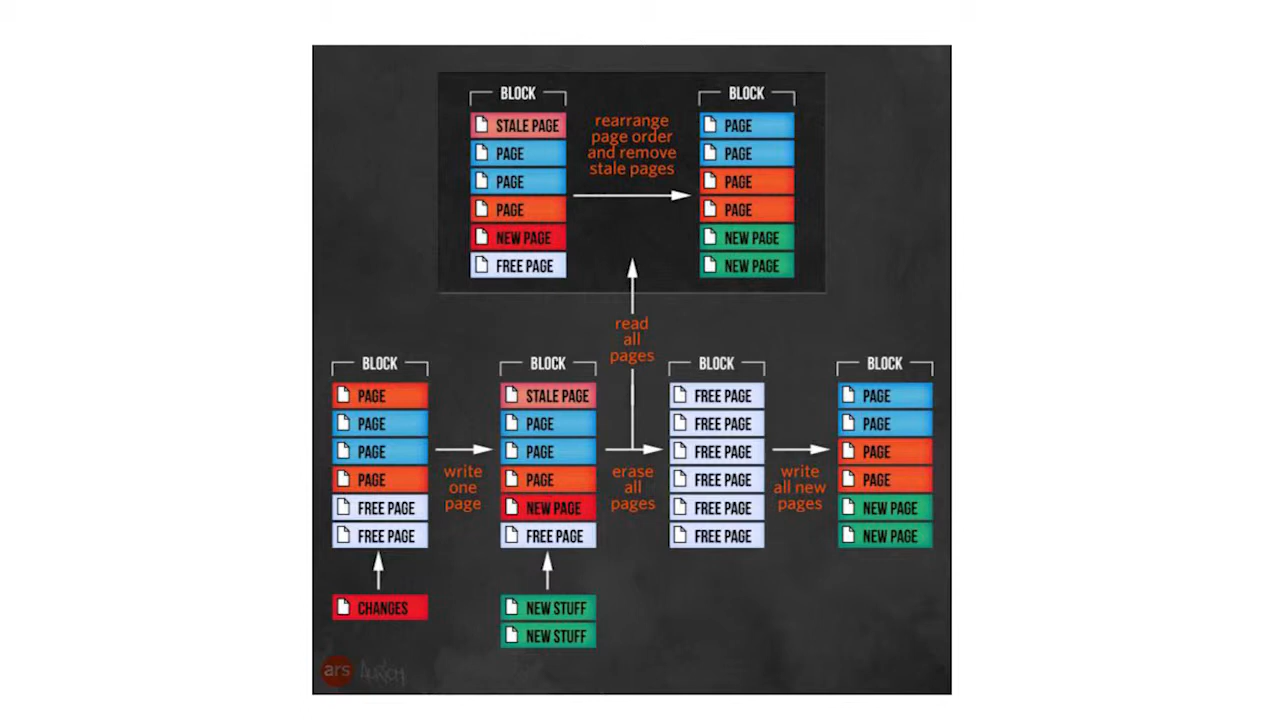 BLOCK
STALE PAGE
PAGE
PAGE
PAGE
NEW PAGE
FREE PAGE
rearrange
page order
and remove
stale pages
BLOCK
PAGE
PAGE
PAGE
PAGE
NEW PAGE
NEW PAGE
read
all
pages
BLOCK
PAGE
PAGE
PAGE
PAGE
FREE PAGE
FREE PAGE
CHANGES
write
one
page
BLOCK
STALE PAGE
PAGE
PAGE
PAGE
NEW PAGE
FREE PAGE
NEW STUFF
NEW STUFF
erase
all
pages
BLOCK
FREE PAGE
FREE PAGE
FREE PAGE
FREE PAGE
FREE PAGE
FREE PAGE
write
all new
pages
BLOCK
PAGE
PAGE
PAGE
PAGE
NEW PAGE
NEW PAGE
ars